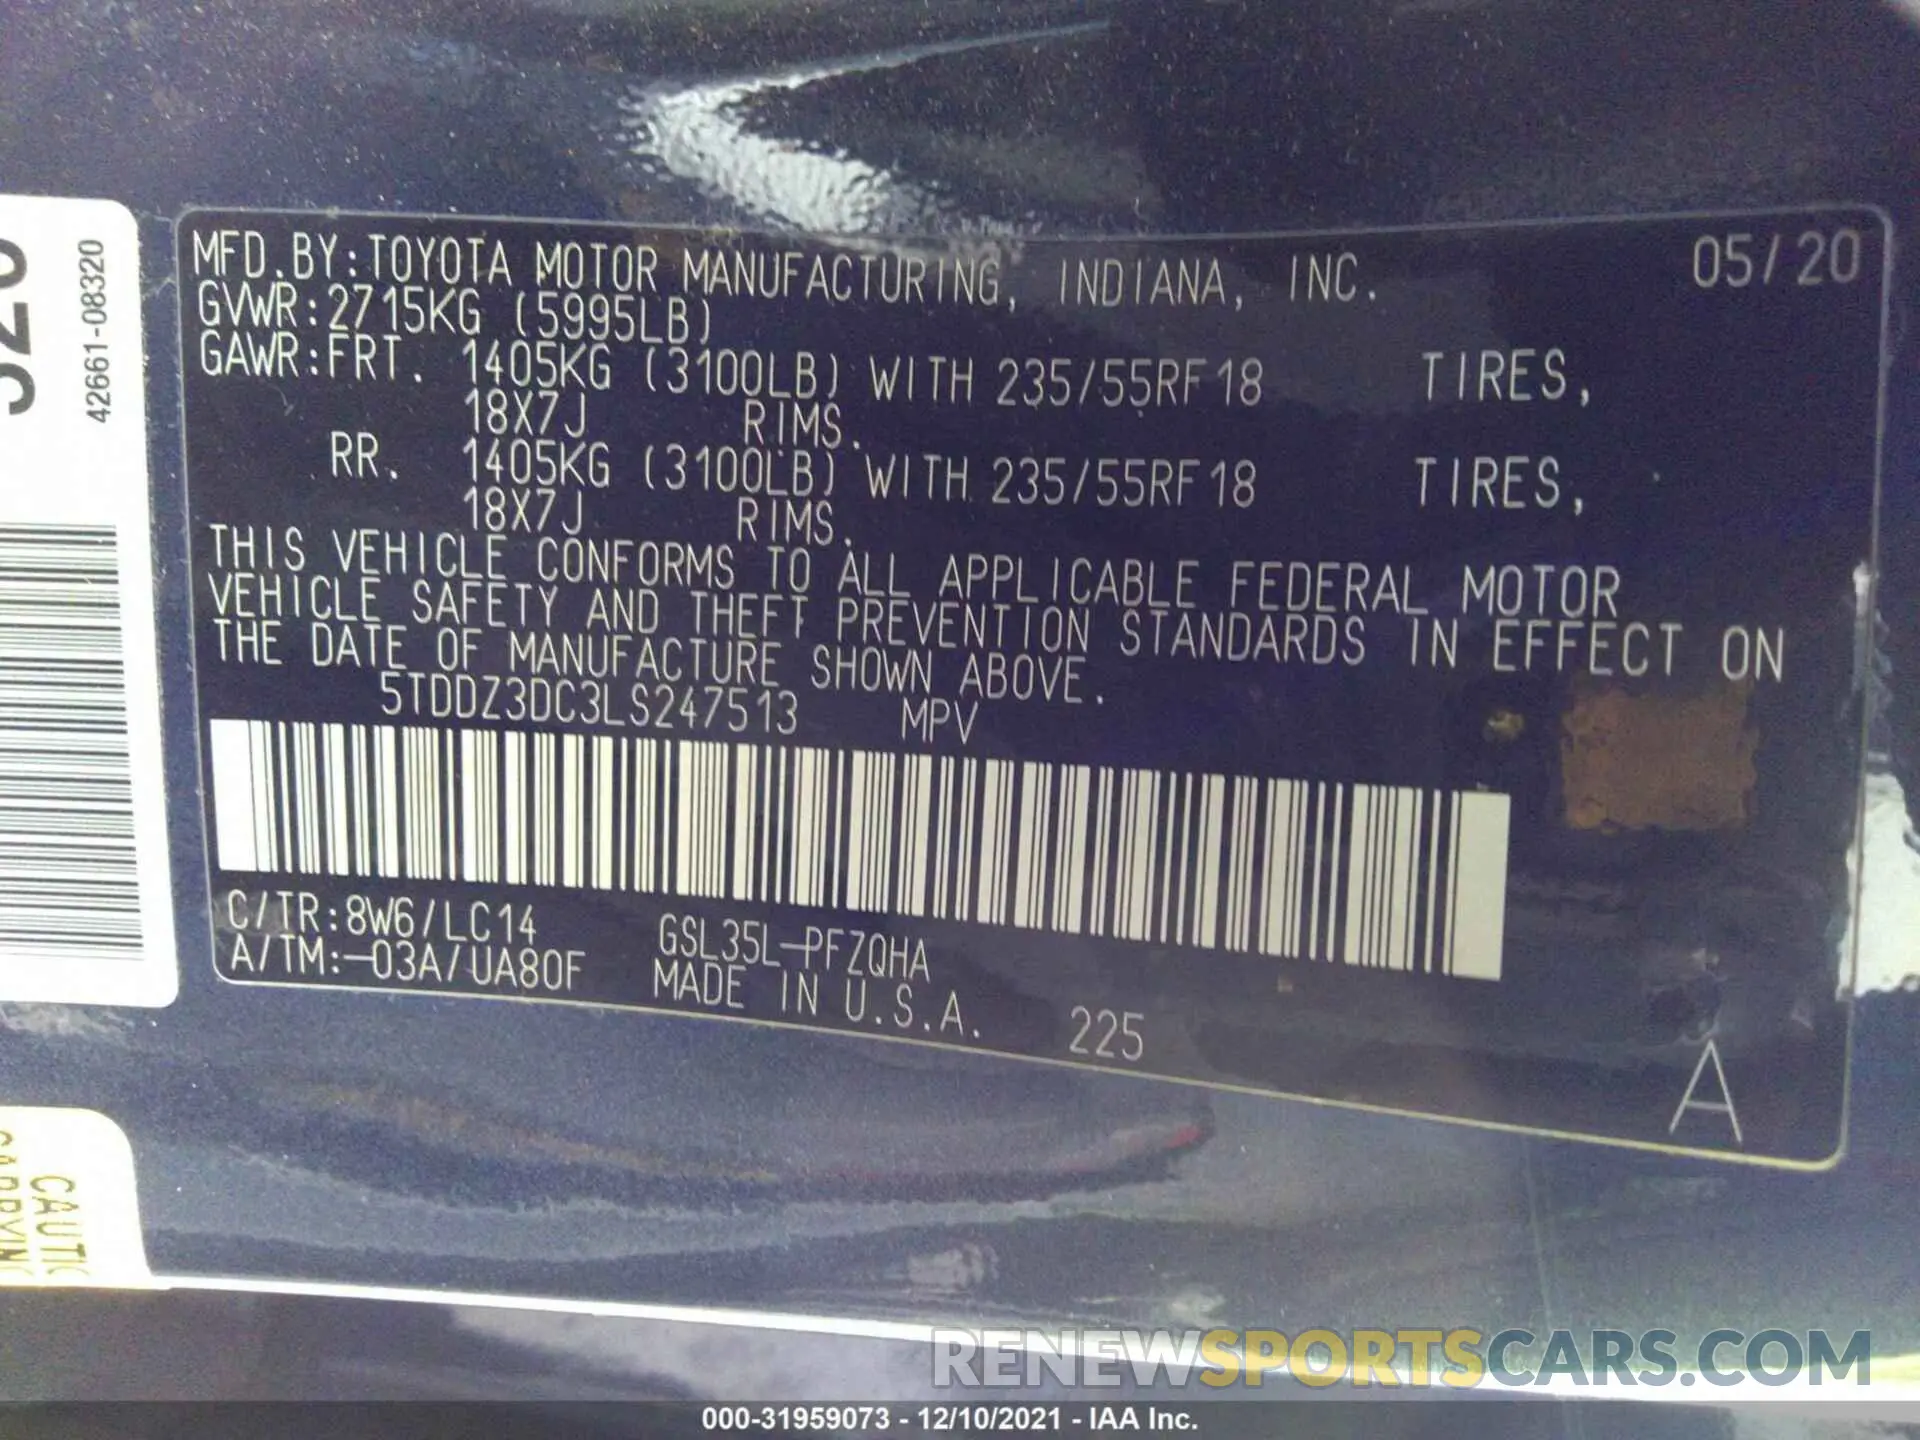 MFD.BY:TOYOTA MOTOR MANUFACTURING, INDIANA, INC. 05/20
GVWR:2715KG (5995LB)
GAWR:FRT. 1405KG (3100LB) WITH 235/55RF18 TIRES,
18X7J RIMS.
RR. 1405KG (3100LB) WITH 235/55RF18 TIRES,
18X7J RIMS.
THIS VEHICLE CONFORMS TO ALL APPLICABLE FEDERAL MOTOR
VEHICLE SAFETY AND THEFT PREVENTION STANDARDS IN EFFECT ON
THE DATE OF MANUFACTURE SHOWN ABOVE.
5TDDZ3DC3LS247513 MPV
C/TR:8W6/LC14 GSL35L-PFZQHA
A/TM:-03A/UA80F MADE IN U.S.A. 225
A
42661-08320
RENEWSPORTSCARS.COM
000-31959073 - 12/10/2021 - IAA Inc.